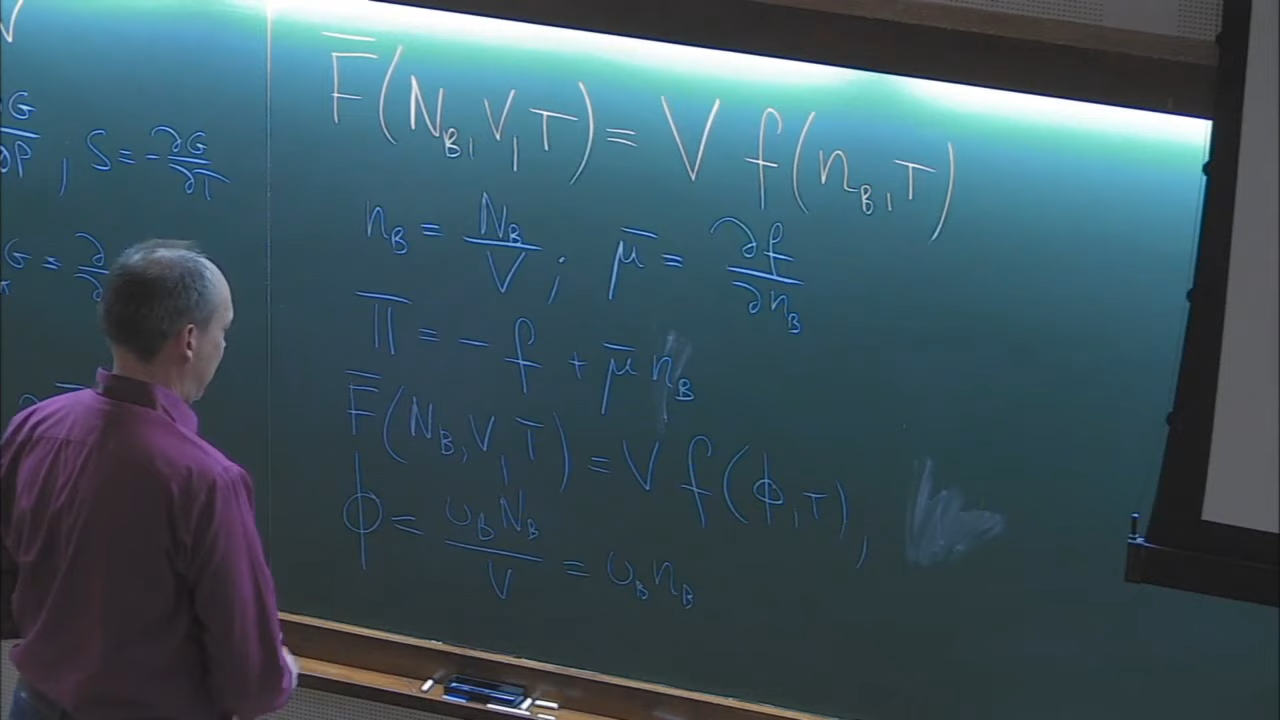 ∂G/∂P , S = -∂G/∂T
G = ∂/∂
F̄(N_B, V, T) = V f(n_B, T)
n_B = N_B/V ; μ̄ = ∂f/∂n_B
Π̄ = - f + μ̄ n_B
F̄(N_B, V, T) = V f(ϕ, T),
ϕ = υ_B N_B/V = υ_B n_B